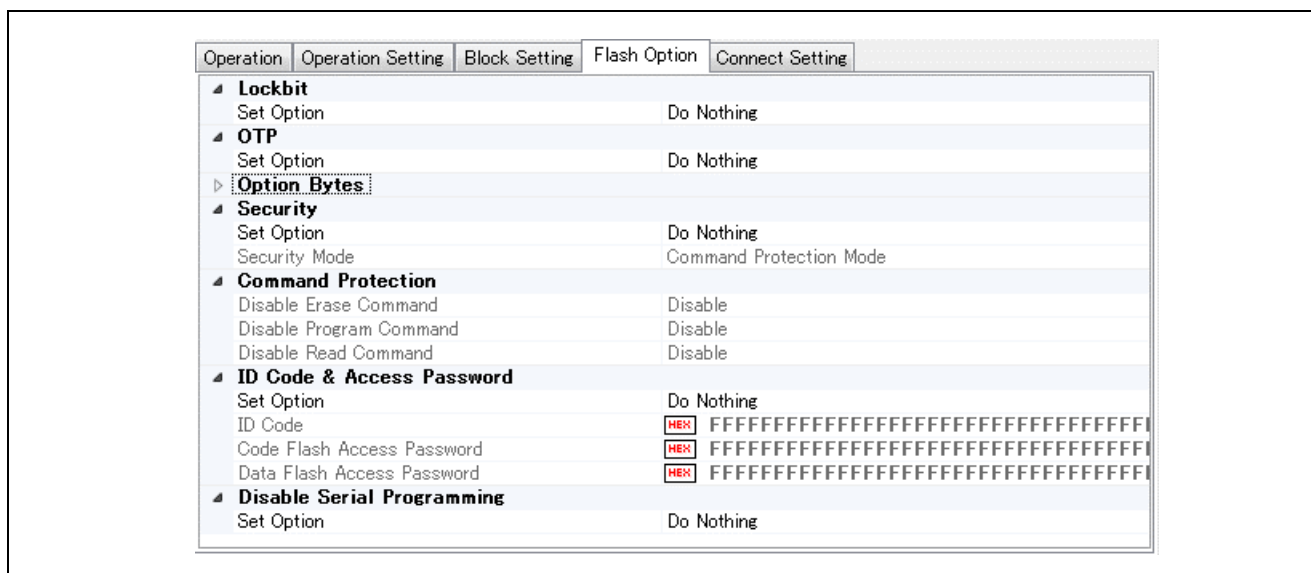 Operation Operation Setting Block Setting Flash Option Connect Setting
Lockbit
Set Option Do Nothing
OTP
Set Option Do Nothing
Option Bytes
Security
Set Option Do Nothing
Security Mode Command Protection Mode
Command Protection
Disable Erase Command Disable
Disable Program Command Disable
Disable Read Command Disable
ID Code & Access Password
Set Option Do Nothing
ID Code HEX FFFFFFFFFFFFFFFFFFFFFFFFFFFFFFFFFF
Code Flash Access Password HEX FFFFFFFFFFFFFFFFFFFFFFFFFFFFFFFFFF
Data Flash Access Password HEX FFFFFFFFFFFFFFFFFFFFFFFFFFFFFFFFFF
Disable Serial Programming
Set Option Do Nothing